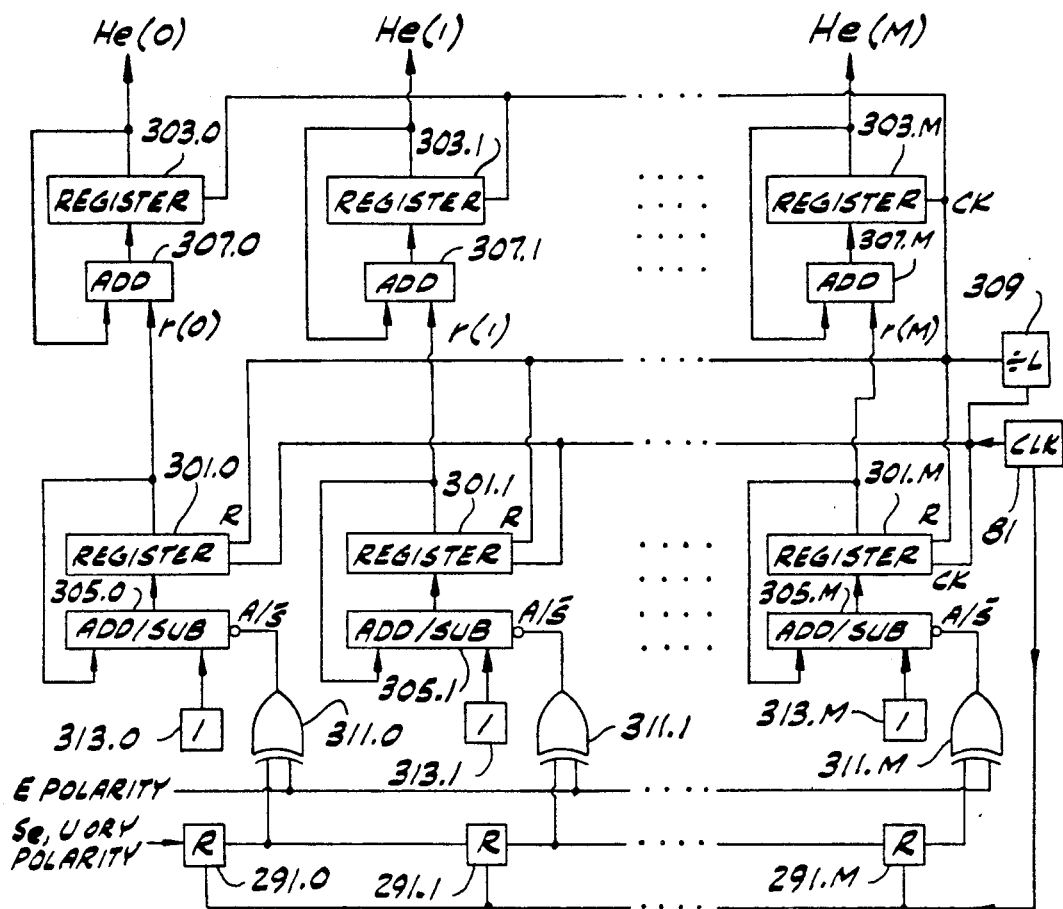 He(0) He(1) He(M)
303.0 303.1 303.M
REGISTER REGISTER REGISTER CK
307.0 307.1 307.M
ADD ADD ADD 309
r(0) r(1) r(M) ÷L
CLK
301.0 301.1 301.M
R R R 81
REGISTER REGISTER REGISTER
CK
305.0 305.M
A/S̄ A/S̄ A/S̄
ADD/SUB ADD/SUB ADD/SUB
305.1
1 1 1
313.0 311.0 313.1 311.1 313.M 311.M
E POLARITY
Se, U OR Y
POLARITY
R R R
291.0 291.1 291.M